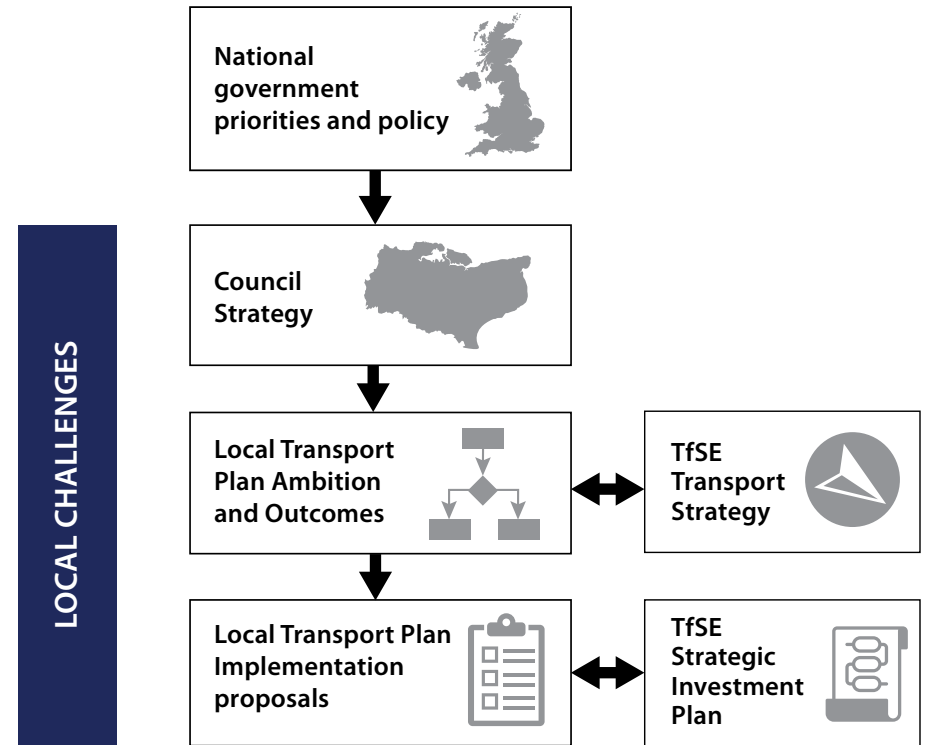 National
government
priorities and policy
LOCAL CHALLENGES
Council
Strategy
Local Transport
Plan Ambition
and Outcomes
TfSE
Transport
Strategy
Local Transport Plan
Implementation
proposals
TfSE
Strategic
Investment
Plan